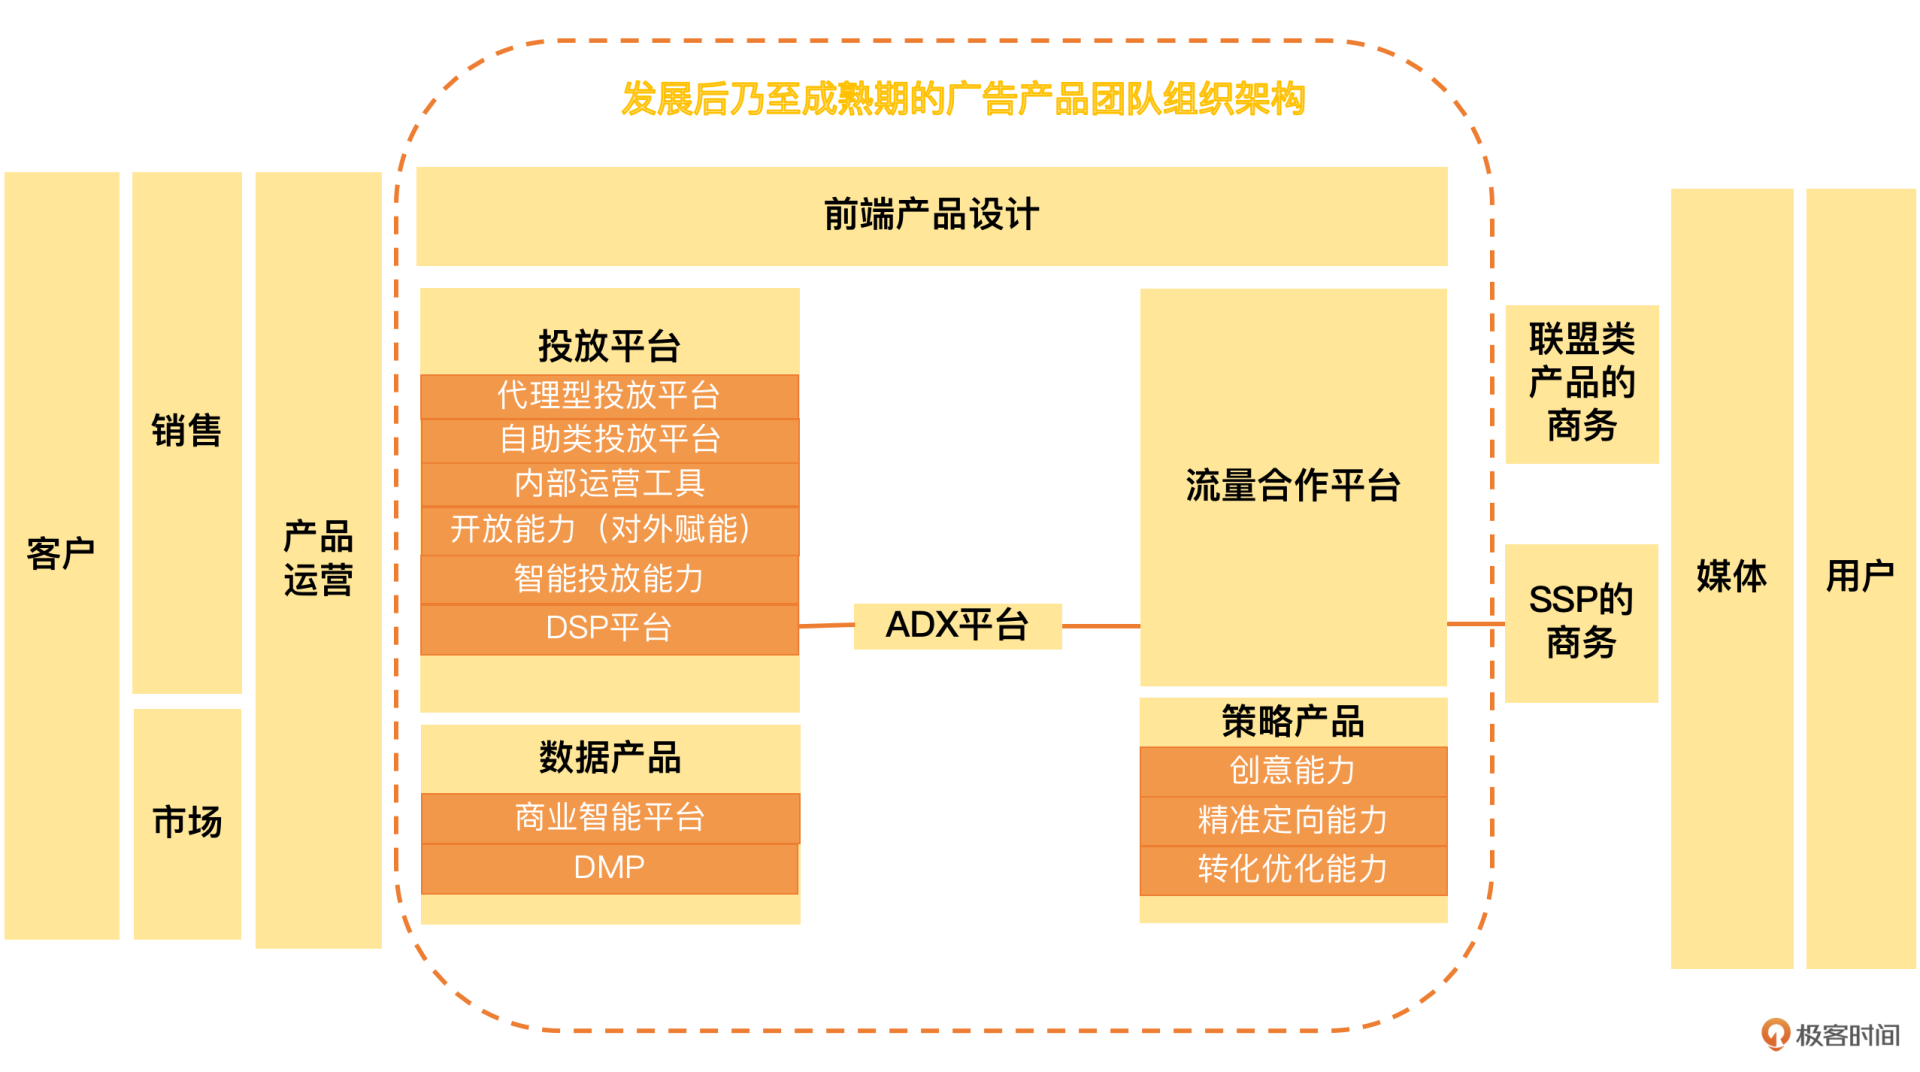 发展后乃至成熟期的广告产品团队组织架构
客户
销售
市场
产品
运营
前端产品设计
投放平台
代理型投放平台
自助类投放平台
内部运营工具
开放能力（对外赋能）
智能投放能力
DSP平台
数据产品
商业智能平台
DMP
ADX平台
流量合作平台
策略产品
创意能力
精准定向能力
转化优化能力
联盟类
产品的
商务
SSP的
商务
媒体
用户
极客时间